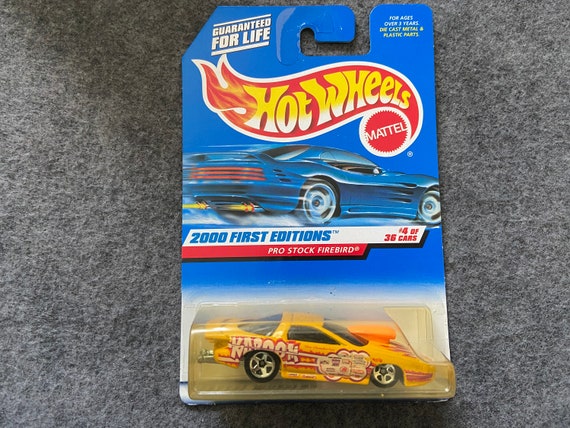 GUARANTEED
FOR LIFE
FOR AGES
OVER 3 YEARS
DIE CAST METAL &
PLASTIC PARTS.
HOT WHEELS
MATTEL
®
2000 FIRST EDITIONS™
#4 OF
36 CARS
PRO STOCK FIREBIRD®